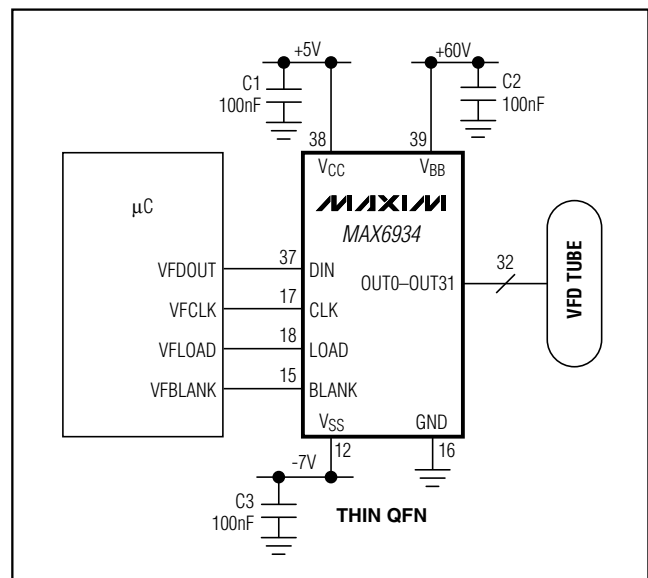 +5V
+60V
C1
100nF
C2
100nF
38
39
VCC
VBB
μC
MAXIM
MAX6934
VFDOUT
37
DIN
OUT0–OUT31
32
VFD TUBE
VFCLK
17
CLK
VFLOAD
18
LOAD
VFBLANK
15
BLANK
VSS
GND
12
16
-7V
C3
100nF
THIN QFN